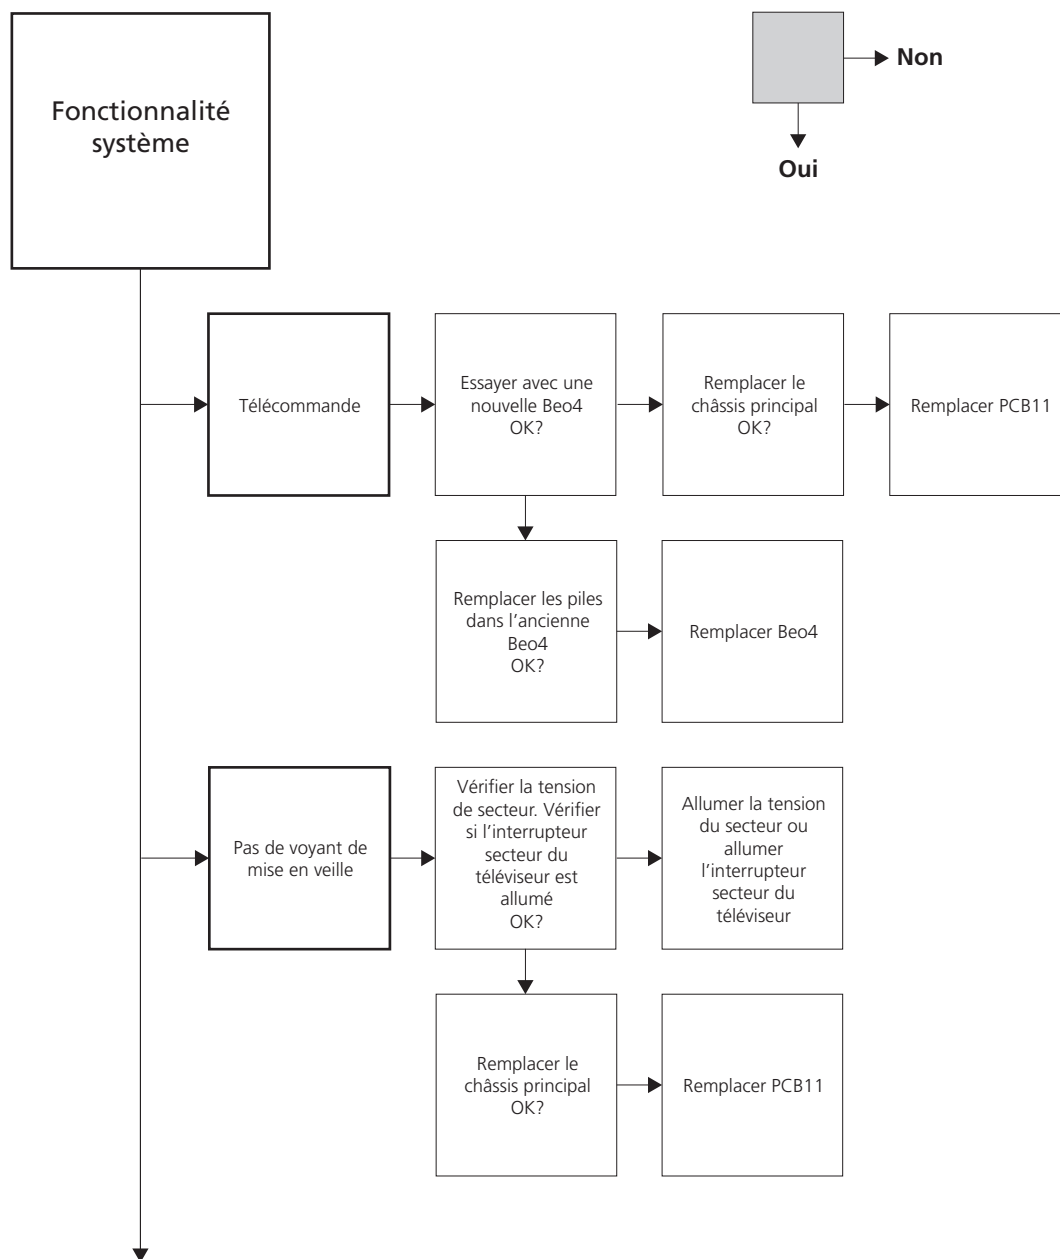 Fonctionnalité
système
Non
Oui
Télécommande
Essayer avec une
nouvelle Beo4
OK?
Remplacer le
châssis principal
OK?
Remplacer PCB11
Remplacer les piles
dans l'ancienne
Beo4
OK?
Remplacer Beo4
Pas de voyant de
mise en veille
Vérifier la tension
de secteur. Vérifier
si l'interrupteur
secteur du
téléviseur est
allumé
OK?
Allumer la tension
du secteur ou
allumer
l'interrupteur
secteur du
téléviseur
Remplacer le
châssis principal
OK?
Remplacer PCB11